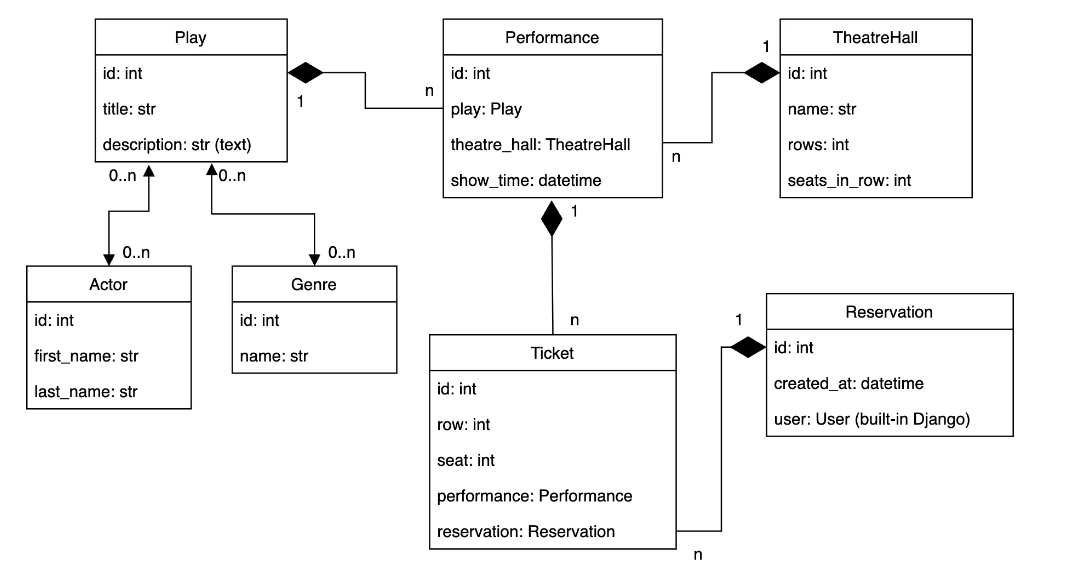 Play
id: int
title: str
description: str (text)
1
n
Performance
id: int
play: Play
theatre_hall: TheatreHall
show_time: datetime
1
n
TheatreHall
id: int
name: str
rows: int
seats_in_row: int
0..n
0..n
0..n
0..n
Actor
id: int
first_name: str
last_name: str
Genre
id: int
name: str
1
n
Ticket
id: int
row: int
seat: int
performance: Performance
reservation: Reservation
1
n
Reservation
id: int
created_at: datetime
user: User (built-in Django)